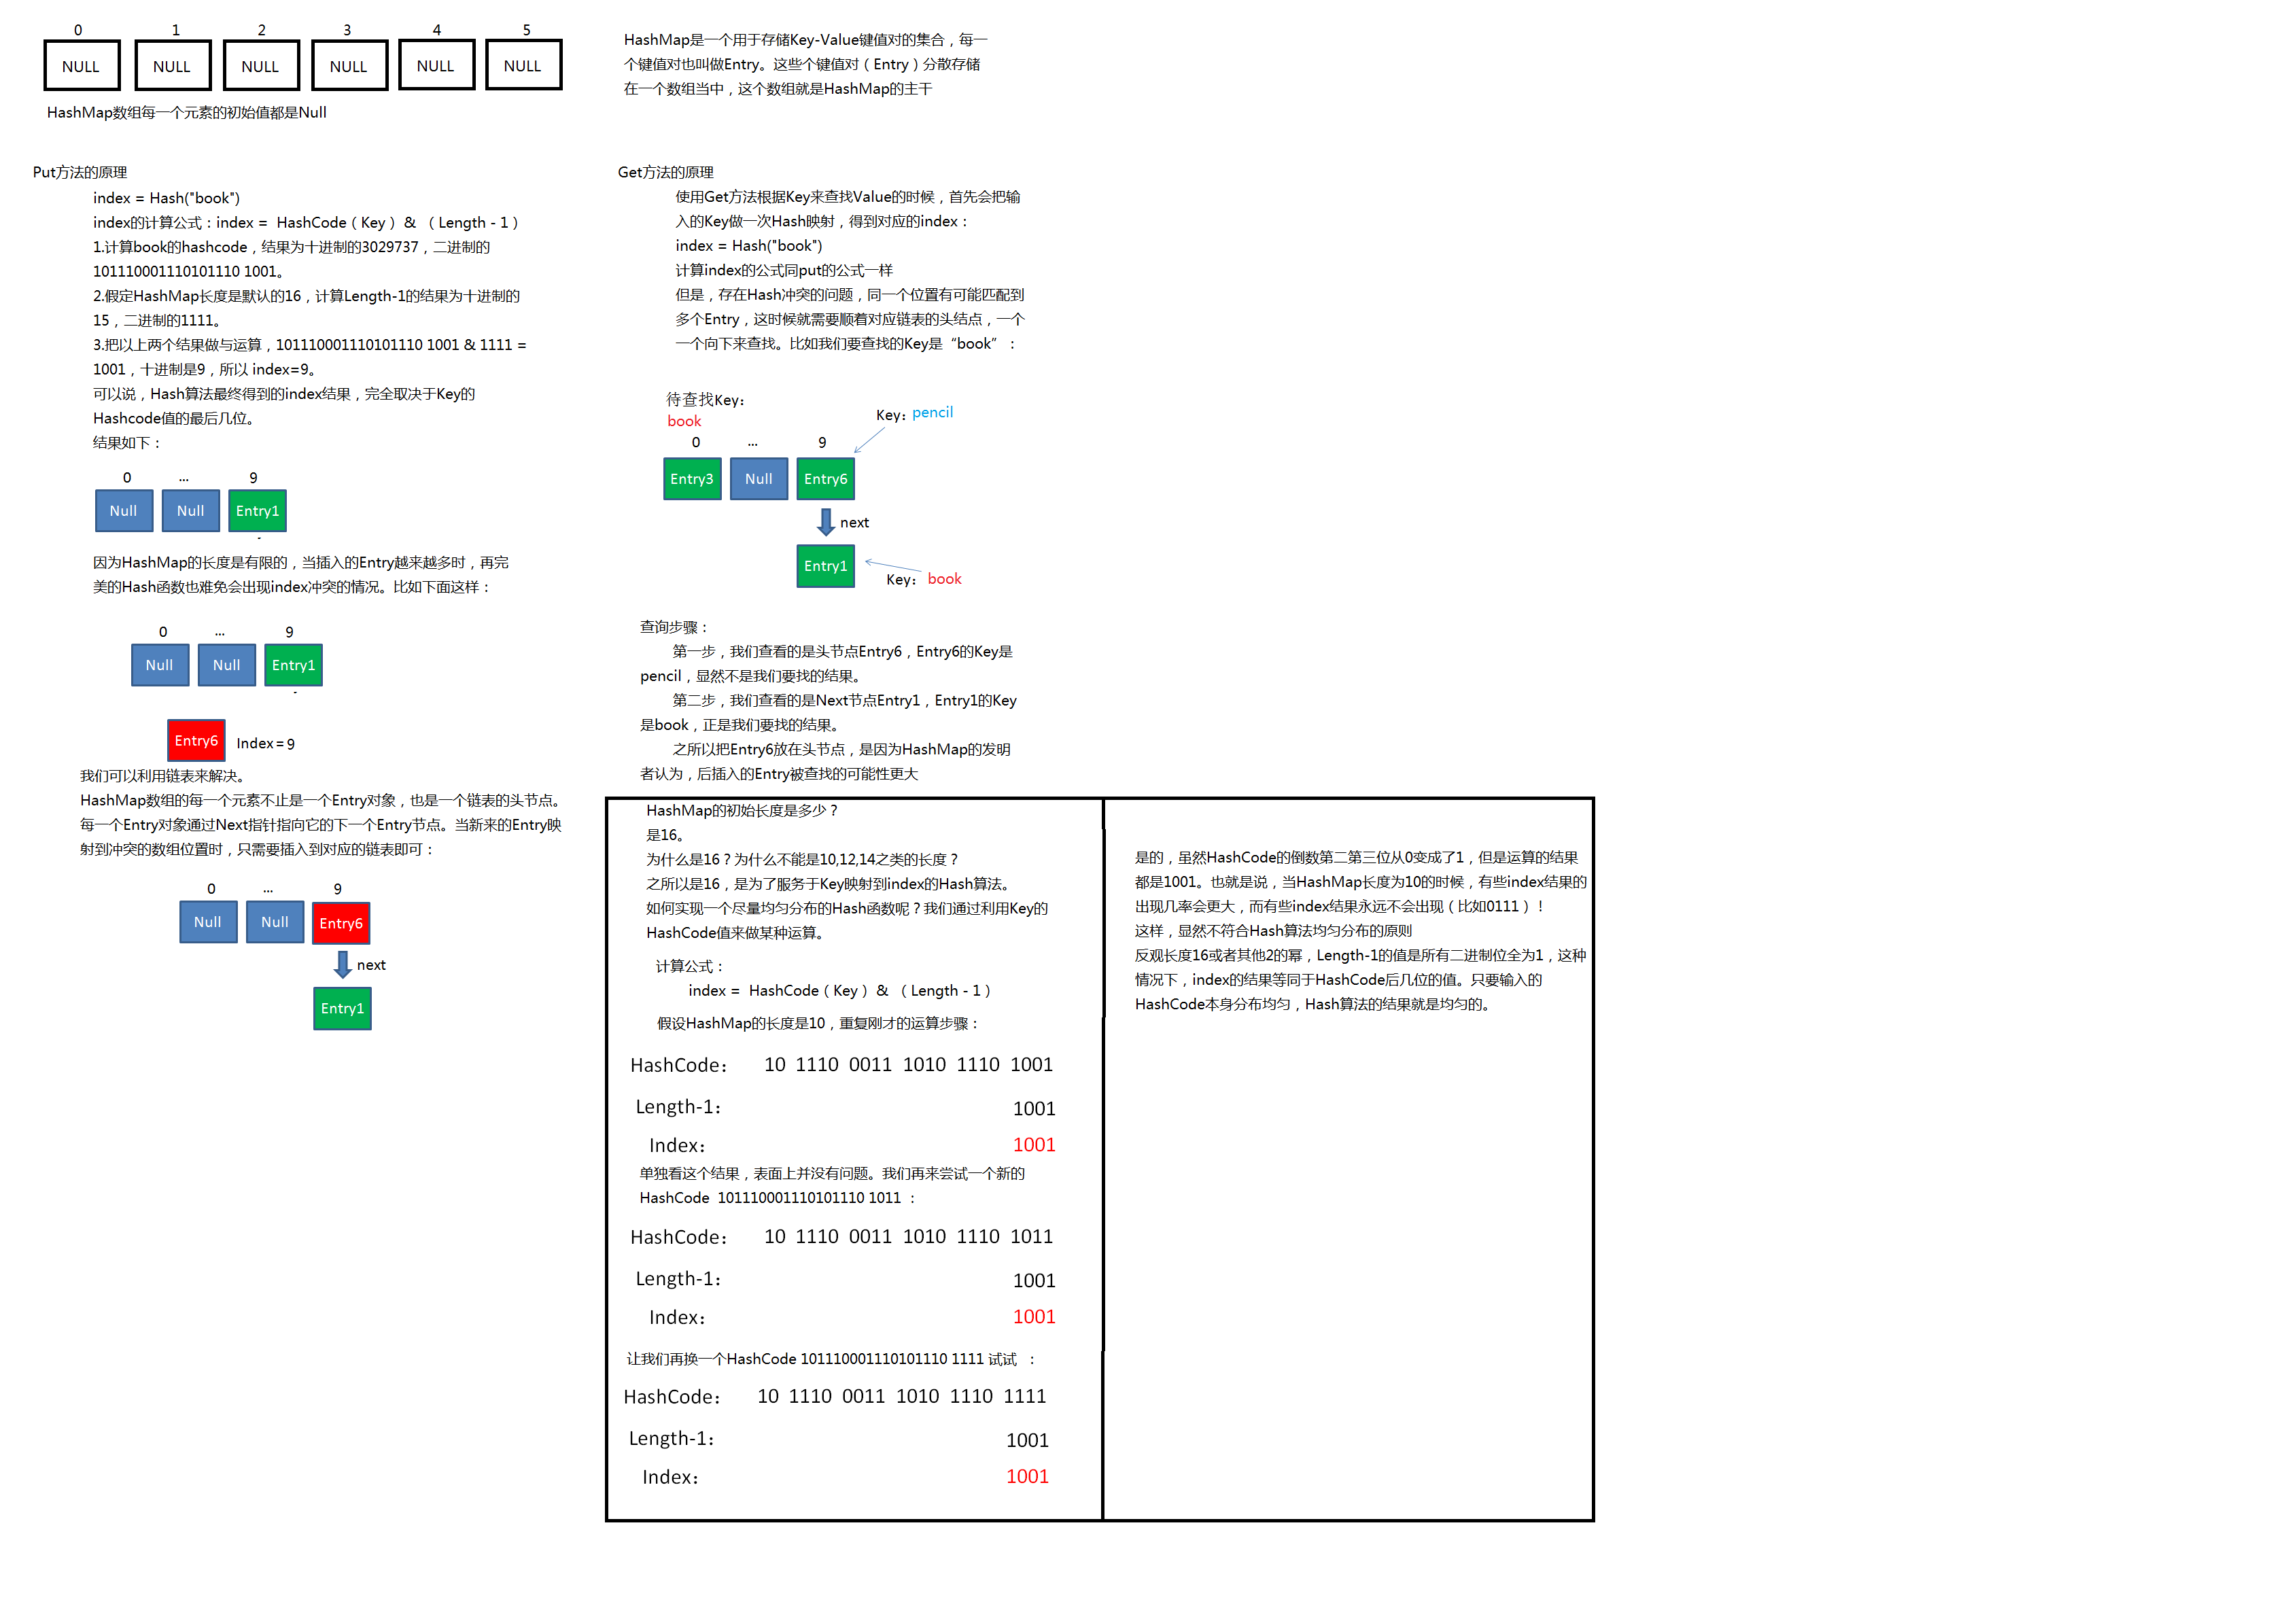 0 1 2 3 4 5
NULL NULL NULL NULL NULL NULL
HashMap数组每一个元素的初始值都是Null
HashMap是一个用于存储Key-Value键值对的集合，每一
个键值对也叫做Entry。这些个键值对（Entry）分散存储
在一个数组当中，这个数组就是HashMap的主干
Put方法的原理
index = Hash("book")
index的计算公式：index = HashCode（Key） & （Length - 1）
1.计算book的hashcode，结果为十进制的3029737，二进制的
101110001110101110 1001。
2.假定HashMap长度是默认的16，计算Length-1的结果为十进制的
15，二进制的1111。
3.把以上两个结果做与运算，101110001110101110 1001 & 1111 =
1001，十进制是9，所以 index=9。
可以说，Hash算法最终得到的index结果，完全取决于Key的
Hashcode值的最后几位。
结果如下：
0 ... 9
Null Null Entry1
因为HashMap的长度是有限的，当插入的Entry越来越多时，再完
美的Hash函数也难免会出现index冲突的情况。比如下面这样：
0 ... 9
Null Null Entry1
Entry6 Index = 9
我们可以利用链表来解决。
HashMap数组的每一个元素不止是一个Entry对象，也是一个链表的头节点。
每一个Entry对象通过Next指针指向它的下一个Entry节点。当新来的Entry映
射到冲突的数组位置时，只需要插入到对应的链表即可：
0 ... 9
Null Null Entry6
next
Entry1
Get方法的原理
使用Get方法根据Key来查找Value的时候，首先会把输
入的Key做一次Hash映射，得到对应的index：
index = Hash("book")
计算index的公式同put的公式一样
但是，存在Hash冲突的问题，同一个位置有可能匹配到
多个Entry，这时候就需要顺着对应链表的头结点，一个
一个向下来查找。比如我们要查找的Key是“book”：
待查找Key：
book
Key：pencil
0 ... 9
Entry3 Null Entry6
next
Entry1
Key：book
查询步骤：
第一步，我们查看的是头节点Entry6，Entry6的Key是
pencil，显然不是我们要找的结果。
第二步，我们查看的是Next节点Entry1，Entry1的Key
是book，正是我们要找的结果。
之所以把Entry6放在头节点，是因为HashMap的发明
者认为，后插入的Entry被查找的可能性更大
HashMap的初始长度是多少？
是16。
为什么是16？为什么不能是10,12,14之类的长度？
之所以是16，是为了服务于Key映射到index的Hash算法。
如何实现一个尽量均匀分布的Hash函数呢？我们通过利用Key的
HashCode值来做某种运算。
计算公式：
index = HashCode（Key） & （Length - 1）
假设HashMap的长度是10，重复刚才的运算步骤：
HashCode： 10 1110 0011 1010 1110 1001
Length-1： 1001
Index： 1001
单独看这个结果，表面上并没有问题。我们再来尝试一个新的
HashCode 101110001110101110 1011 ：
HashCode： 10 1110 0011 1010 1110 1011
Length-1： 1001
Index： 1001
让我们再换一个HashCode 101110001110101110 1111 试试 ：
HashCode： 10 1110 0011 1010 1110 1111
Length-1： 1001
Index： 1001
是的，虽然HashCode的倒数第二第三位从0变成了1，但是运算的结果
都是1001。也就是说，当HashMap长度为10的时候，有些index结果的
出现几率会更大，而有些index结果永远不会出现（比如0111）！
这样，显然不符合Hash算法均匀分布的原则
反观长度16或者其他2的幂，Length-1的值是所有二进制位全为1，这种
情况下，index的结果等同于HashCode后几位的值。只要输入的
HashCode本身分布均匀，Hash算法的结果就是均匀的。